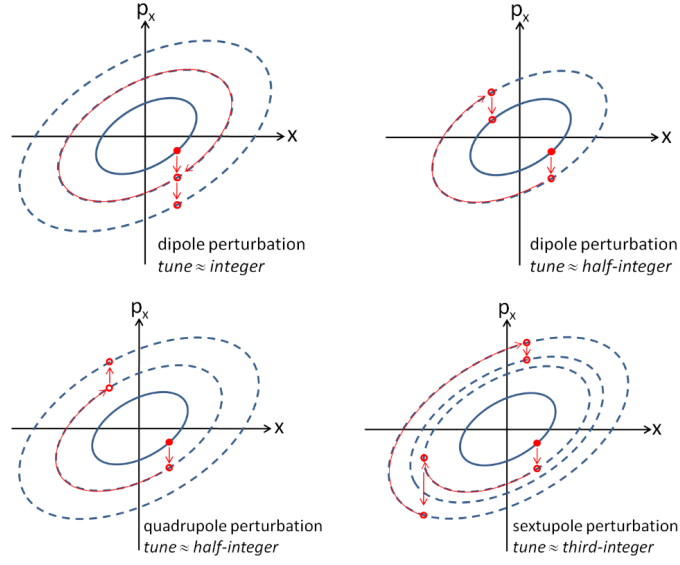 pₓ
x
dipole perturbation
tune ≈ integer
pₓ
x
dipole perturbation
tune ≈ half-integer
pₓ
x
quadrupole perturbation
tune ≈ half-integer
pₓ
x
sextupole perturbation
tune ≈ third-integer